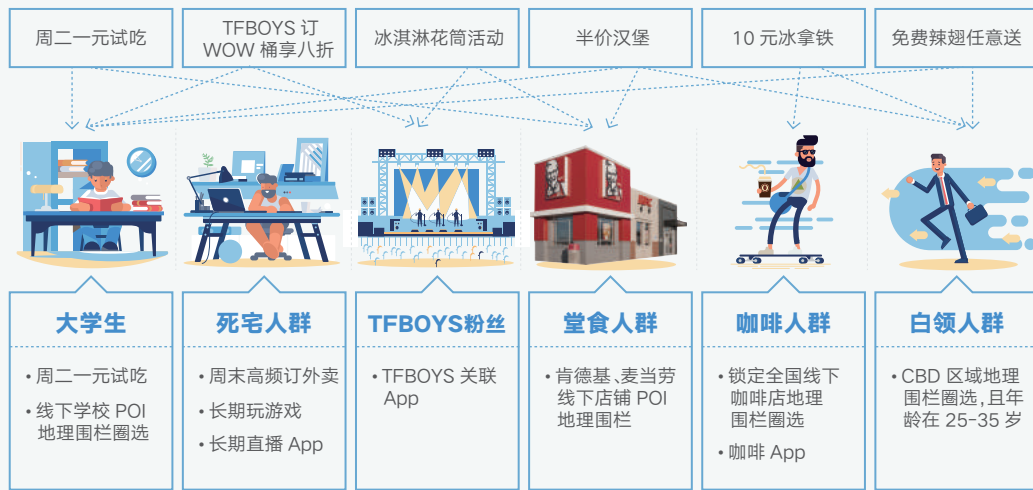 周二一元试吃
TFBOYS 订
WOW 桶享八折
冰淇淋花筒活动
半价汉堡
10 元冰拿铁
免费辣翅任意送
大学生
• 周二一元试吃
• 线下学校 POI
地理围栏圈选
死宅人群
• 周末高频订外卖
• 长期玩游戏
• 长期直播 App
TFBOYS粉丝
• TFBOYS 关联
App
堂食人群
• 肯德基、麦当劳
线下店铺 POI
地理围栏
咖啡人群
• 锁定全国线下
咖啡店地理
围栏圈选
• 咖啡 App
白领人群
• CBD 区域地理
围栏圈选,且年
龄在 25-35 岁